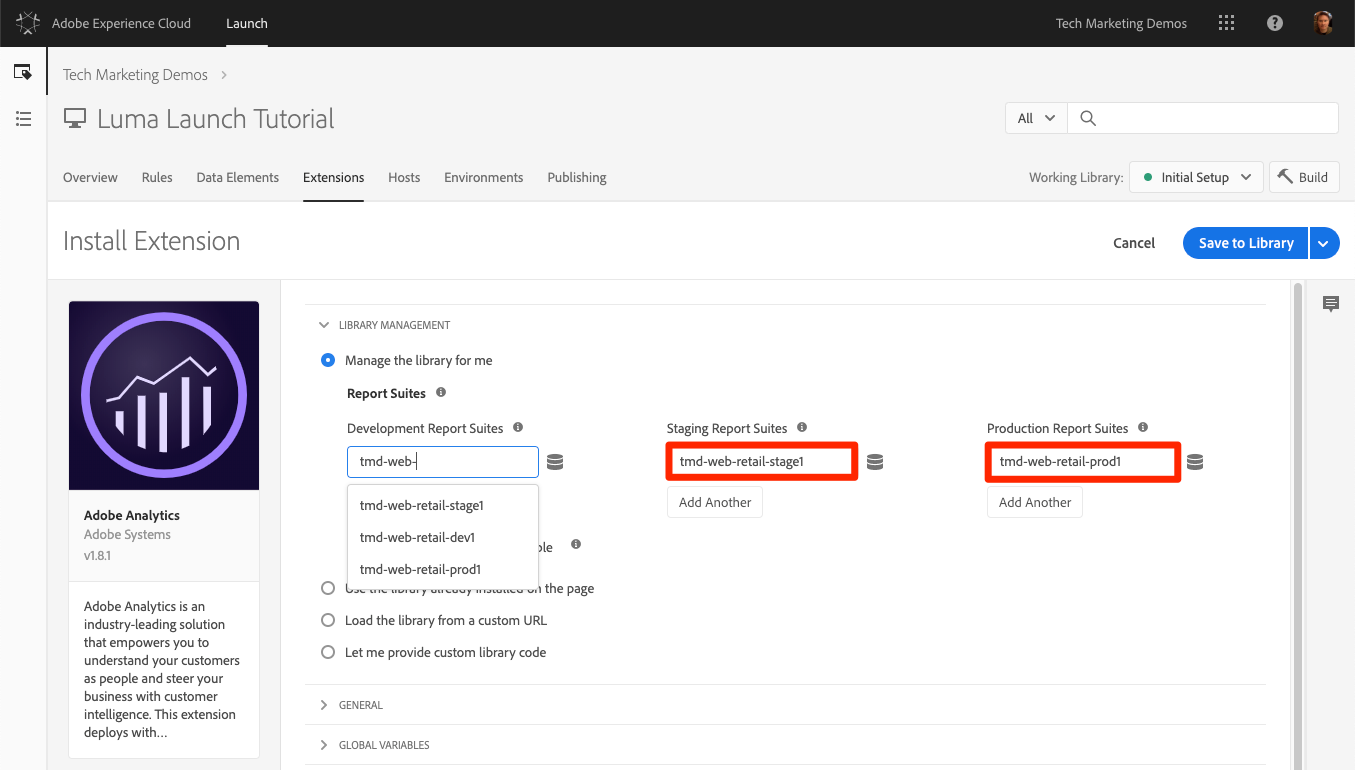 Adobe Experience Cloud
Launch
Tech Marketing Demos
Tech Marketing Demos
Luma Launch Tutorial
All
Overview
Rules
Data Elements
Extensions
Hosts
Environments
Publishing
Working Library:
Initial Setup
Build
Install Extension
Cancel
Save to Library
Adobe Analytics
Adobe Systems
v1.8.1
Adobe Analytics is an
industry-leading solution
that empowers you to
understand your customers
as people and steer your
business with customer
intelligence. This extension
deploys with...
LIBRARY MANAGEMENT
Manage the library for me
Report Suites
Development Report Suites
Staging Report Suites
Production Report Suites
tmd-web-
tmd-web-retail-stage1
tmd-web-retail-prod1
Add Another
Add Another
tmd-web-retail-stage1
tmd-web-retail-dev1
tmd-web-retail-prod1
Use the library already installed on the page
Load the library from a custom URL
Let me provide custom library code
GENERAL
GLOBAL VARIABLES